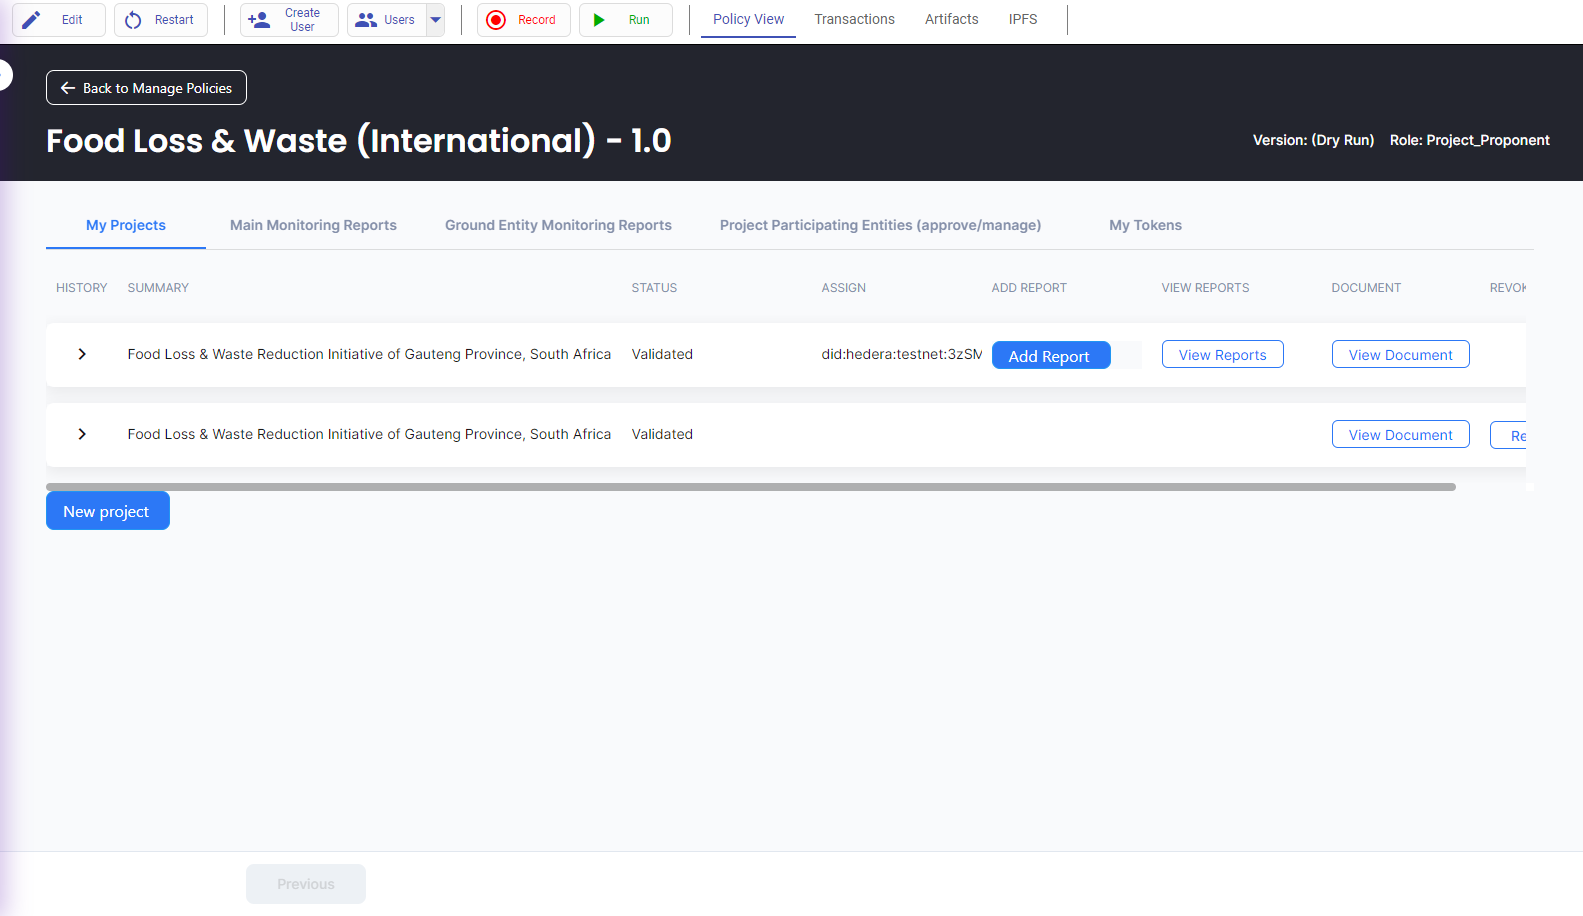 Edit Restart Create User Users Record Run Policy View Transactions Artifacts IPFS
Back to Manage Policies
Food Loss & Waste (International) - 1.0
Version: (Dry Run) Role: Project_Proponent
My Projects Main Monitoring Reports Ground Entity Monitoring Reports Project Participating Entities (approve/manage) My Tokens
HISTORY SUMMARY STATUS ASSIGN ADD REPORT VIEW REPORTS DOCUMENT REVOK
Food Loss & Waste Reduction Initiative of Gauteng Province, South Africa Validated did:hedera:testnet:3zSM Add Report View Reports View Document
Food Loss & Waste Reduction Initiative of Gauteng Province, South Africa Validated View Document Re
New project
Previous